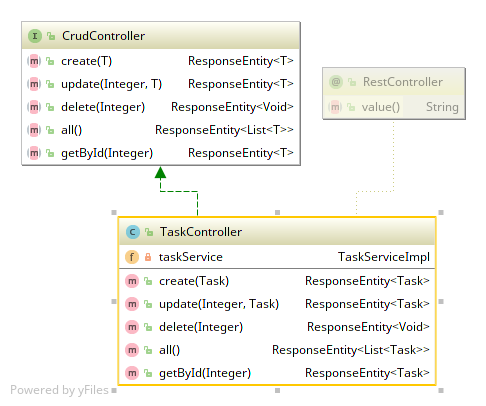 I CrudController
m create(T) ResponseEntity<T>
m update(Integer, T) ResponseEntity<T>
m delete(Integer) ResponseEntity<Void>
m all() ResponseEntity<List<T>>
m getById(Integer) ResponseEntity<T>
@ RestController
m value() String
C TaskController
f taskService TaskServiceImpl
m create(Task) ResponseEntity<Task>
m update(Integer, Task) ResponseEntity<Task>
m delete(Integer) ResponseEntity<Void>
m all() ResponseEntity<List<Task>>
m getById(Integer) ResponseEntity<Task>
Powered by yFiles